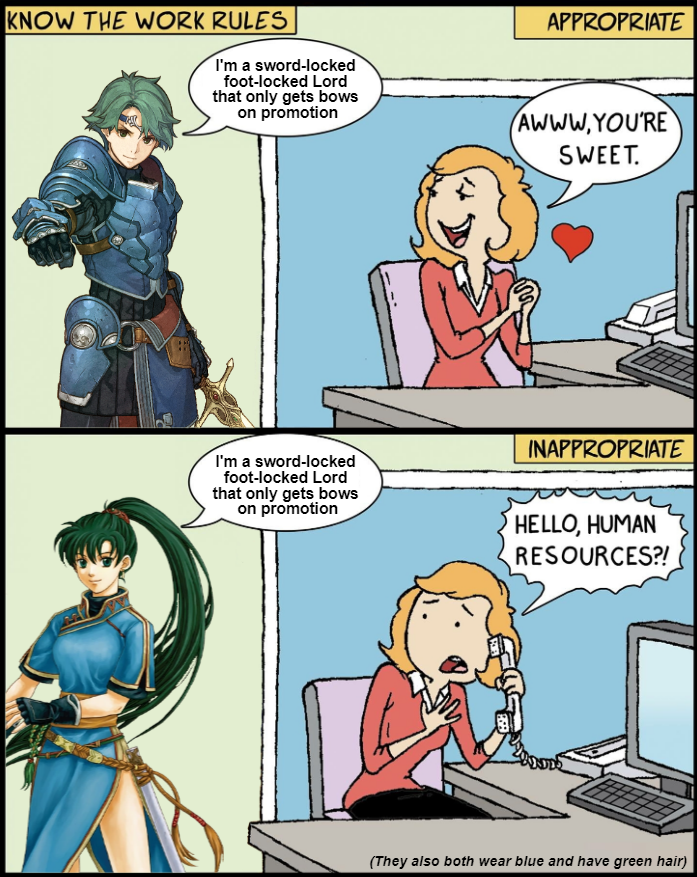 KNOW THE WORK RULES
APPROPRIATE
I'm a sword-locked
foot-locked Lord
that only gets bows
on promotion
AWWW, YOU'RE
SWEET.
INAPPROPRIATE
I'm a sword-locked
foot-locked Lord
that only gets bows
on promotion
HELLO, HUMAN
RESOURCES?!
(They also both wear blue and have green hair)